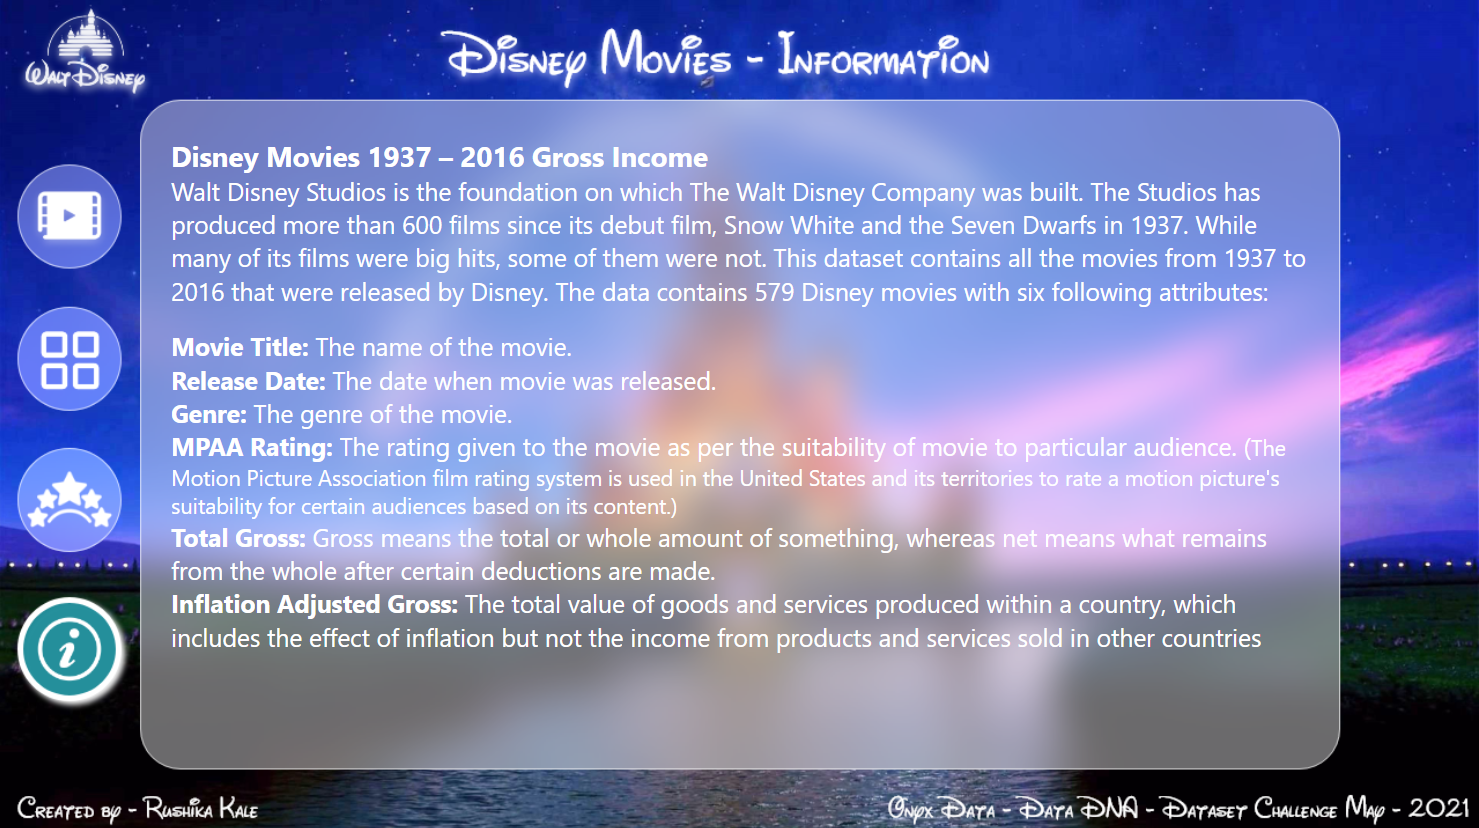 Walt Disney
Disney Movies - Information
Disney Movies 1937 – 2016 Gross Income
Walt Disney Studios is the foundation on which The Walt Disney Company was built. The Studios has
produced more than 600 films since its debut film, Snow White and the Seven Dwarfs in 1937. While
many of its films were big hits, some of them were not. This dataset contains all the movies from 1937 to
2016 that were released by Disney. The data contains 579 Disney movies with six following attributes:
Movie Title: The name of the movie.
Release Date: The date when movie was released.
Genre: The genre of the movie.
MPAA Rating: The rating given to the movie as per the suitability of movie to particular audience. (The
Motion Picture Association film rating system is used in the United States and its territories to rate a motion picture's
suitability for certain audiences based on its content.)
Total Gross: Gross means the total or whole amount of something, whereas net means what remains
from the whole after certain deductions are made.
Inflation Adjusted Gross: The total value of goods and services produced within a country, which
includes the effect of inflation but not the income from products and services sold in other countries
i
Created by - Rushika Kale
Onyx Data - Data DNA - Dataset Challenge May - 2021